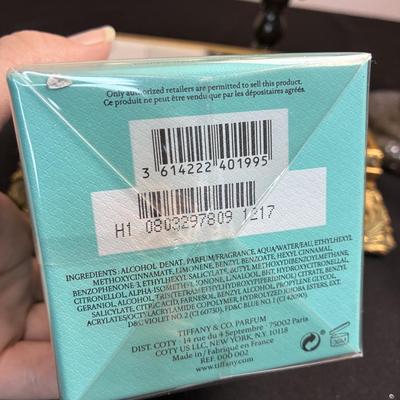 Only authorized retailers are permitted to sell this product.
Ce produit ne peut être vendu que par les dépositaires agréés.
3 614222 401995
H1 0803297809 1217
INGREDIENTS: ALCOHOL DENAT. PARFUM/FRAGRANCE, AQUA/WATER/EAU, ETHYLHEXYL
METHOXYCINNAMATE, LIMONENE, BENZYL BENZOATE, HEXYL CINNAMAL,
BENZOPHENONE-3, ETHYLHEXYL SALICYLATE, BUTYL METHOXYDIBENZOYLMETHANE,
CITRONELLOL, ALPHA-ISOMETHYL IONONE, LINALOOL, BHT, HYDROXYCITRONELLAL,
GERANIOL, ALCOHOL, TRIS(TETRAMETHYLHYDROXYPIPERIDINOL) CITRATE, BENZYL
SALICYLATE, CITRIC ACID, FARNESOL, BENZYL ALCOHOL, PROPYLENE GLYCOL,
ACRYLATES/OCTYLACRYLAMIDE COPOLYMER, HYDROLYZED JOJOBA ESTERS, EXT.
D&C VIOLET NO.2 (CI 60730), FD&C BLUE NO.1 (CI 42090).
TIFFANY & CO. PARFUM
DIST. COTY - 14 rue du 4 Septembre - 75002 Paris
COTY US LLC, NEW YORK, NY, 10118
Made in / Fabriqué en France
REF. 000 002
www.tiffany.com